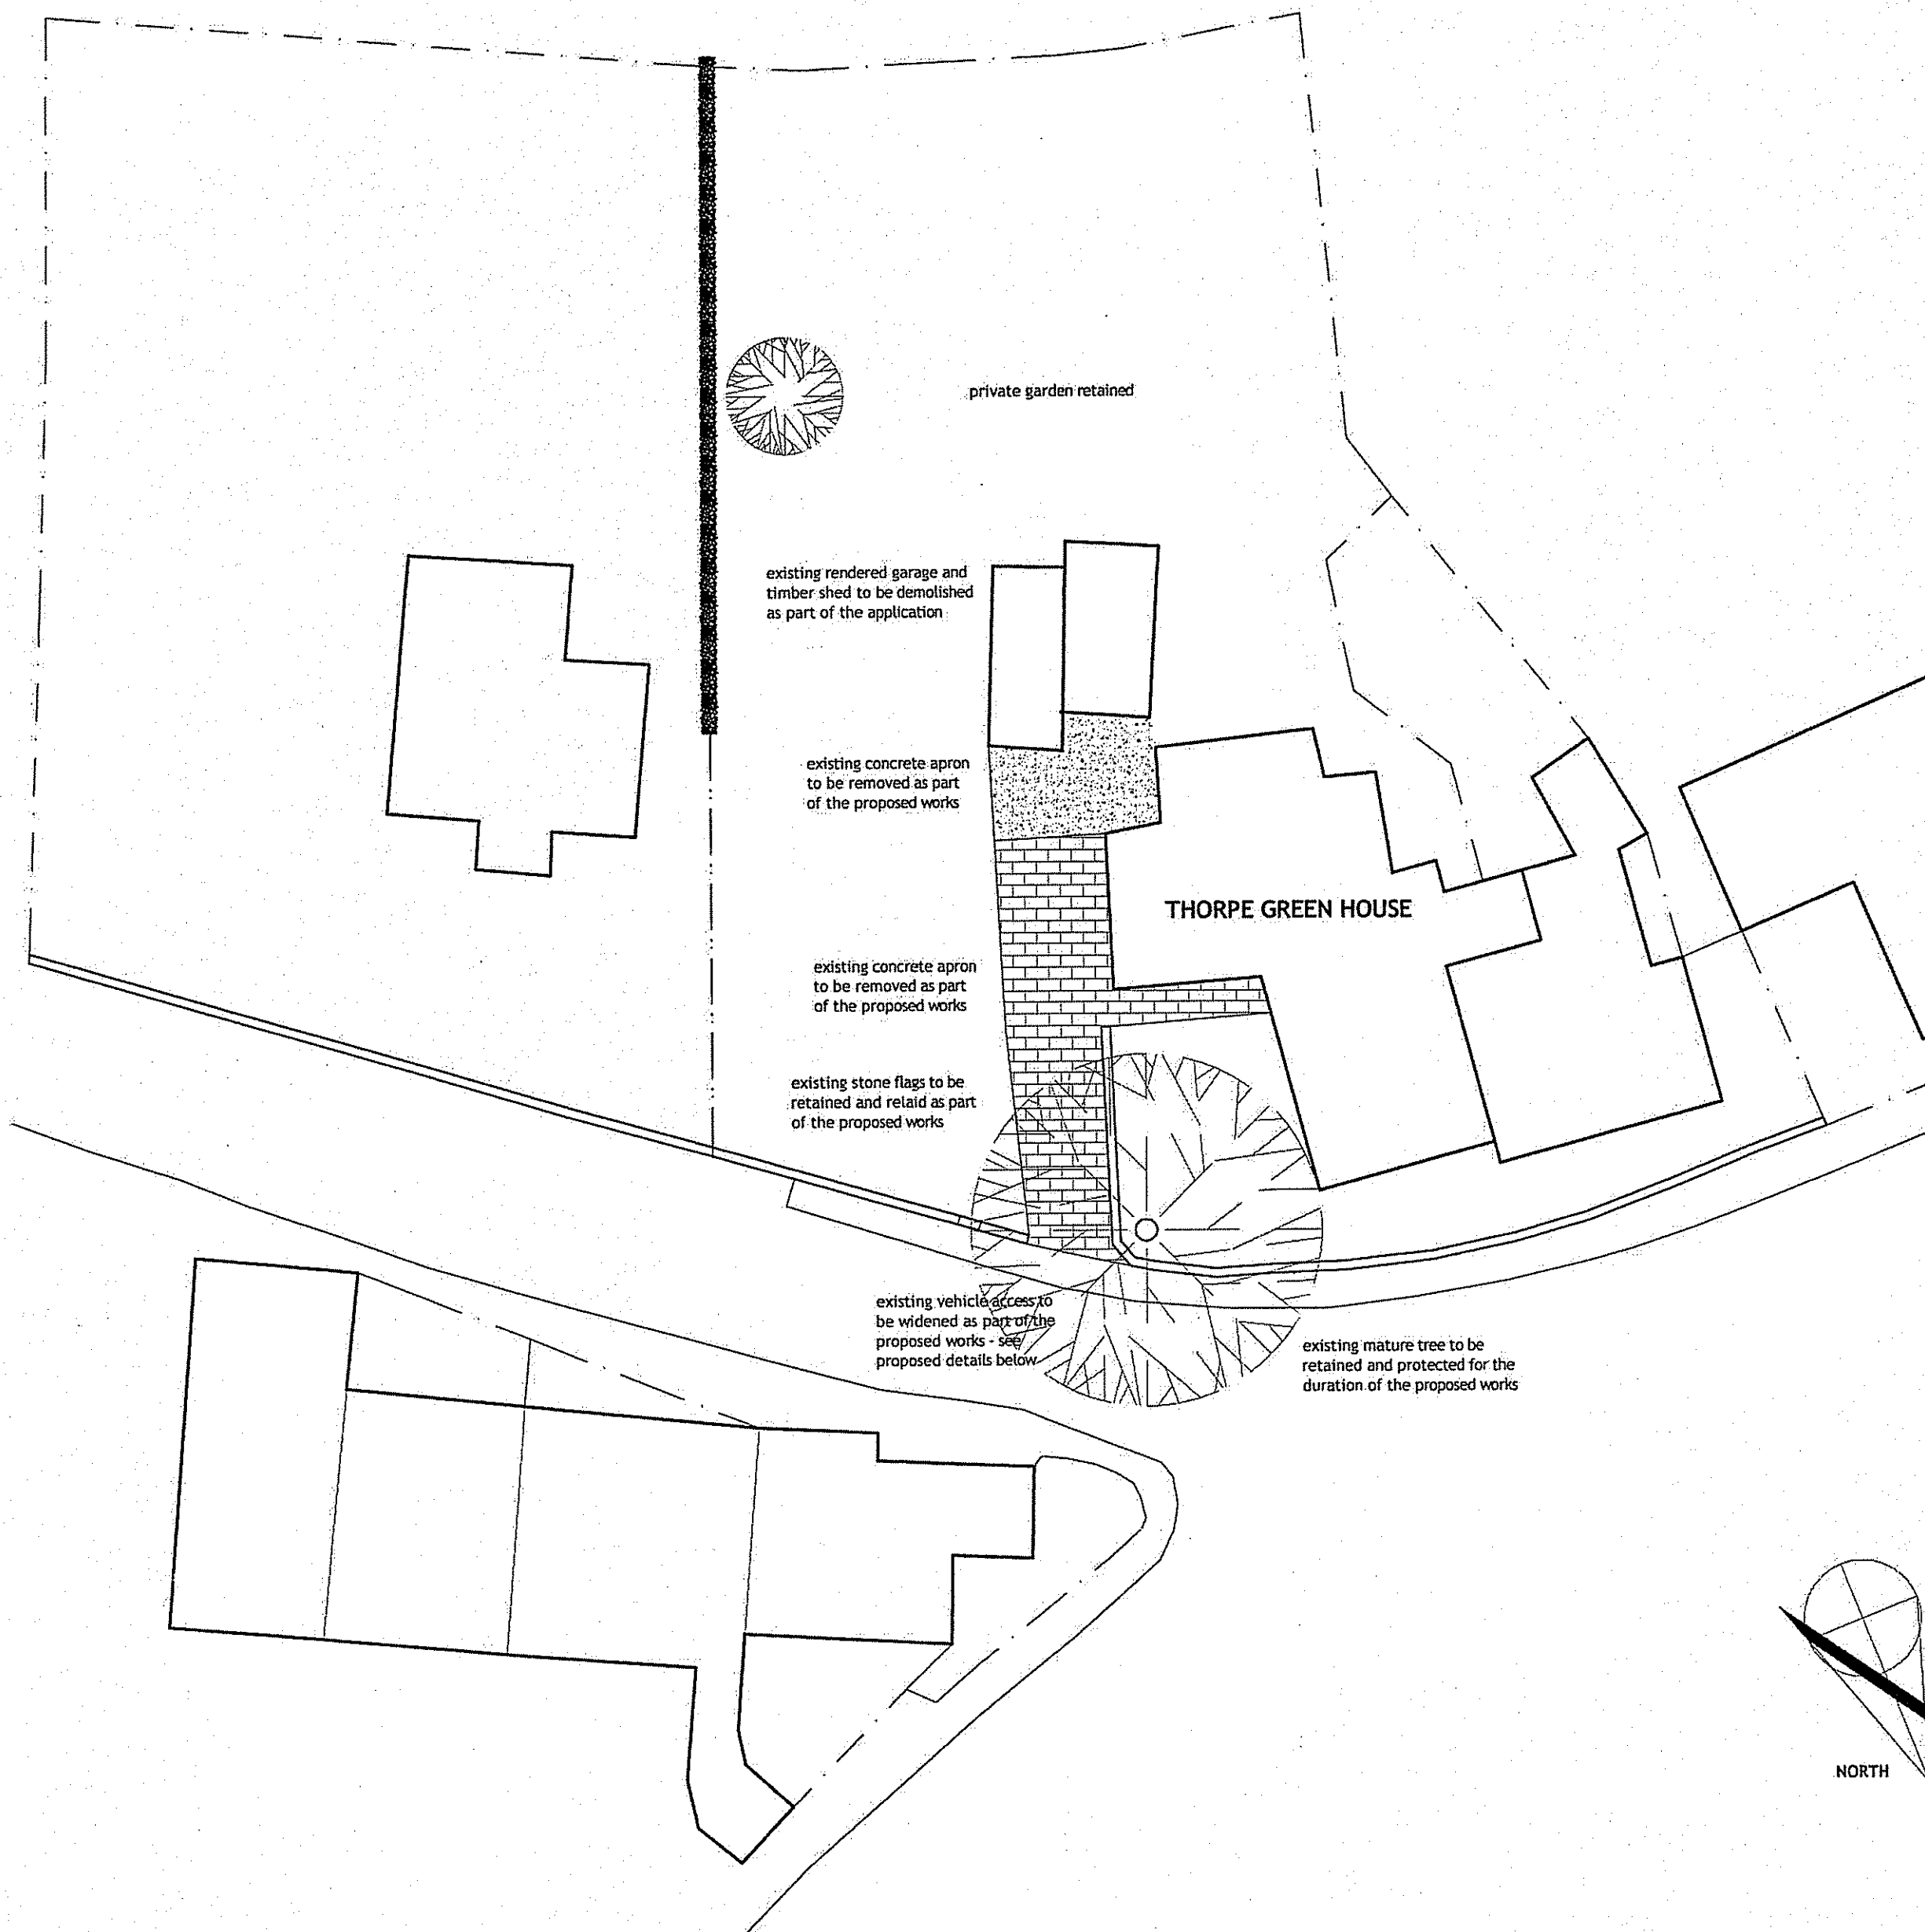 private garden retained
existing rendered garage and
timber shed to be demolished
as part of the application
existing concrete apron
to be removed as part
of the proposed works
THORPE GREEN HOUSE
existing concrete apron
to be removed as part
of the proposed works
existing stone flags to be
retained and relaid as part
of the proposed works
existing vehicle access to
be widened as part of the
proposed works - see
proposed details below
existing mature tree to be
retained and protected for the
duration of the proposed works
NORTH